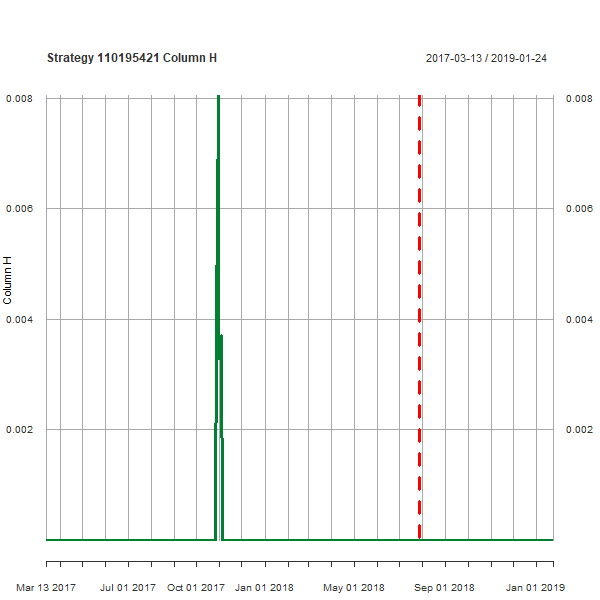 Strategy 110195421 Column H 2017-03-13 / 2019-01-24
0.008 0.008
0.006 0.006
Column H
0.004 0.004
0.002 0.002
Mar 13 2017 Jul 01 2017 Oct 01 2017 Jan 01 2018 May 01 2018 Sep 01 2018 Jan 01 2019